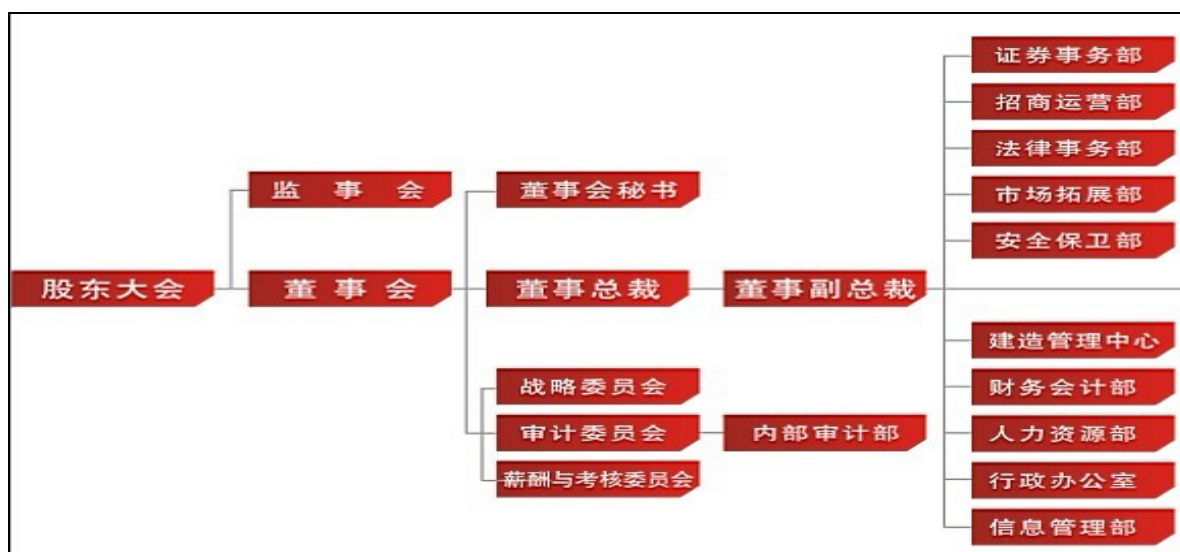 证券事务部
招商运营部
法律事务部
市场拓展部
安全保卫部
监事会
董事会秘书
股东大会
董事会
董事总裁
董事副总裁
建造管理中心
财务会计部
人力资源部
行政办公室
信息管理部
战略委员会
审计委员会
内部审计部
薪酬与考核委员会